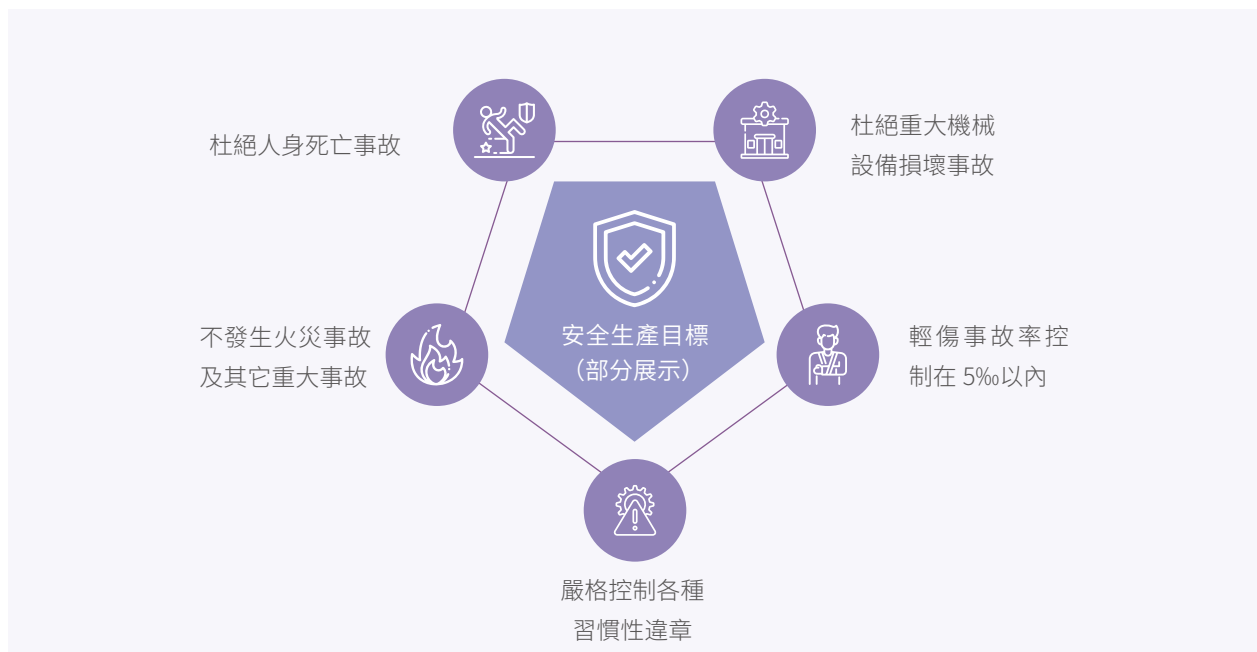 杜絕人身死亡事故
杜絕重大機械
設備損壞事故
安全生產目標
（部分展示）
不發生火災事故
及其它重大事故
輕傷事故率控
制在 5‰以內
嚴格控制各種
習慣性違章